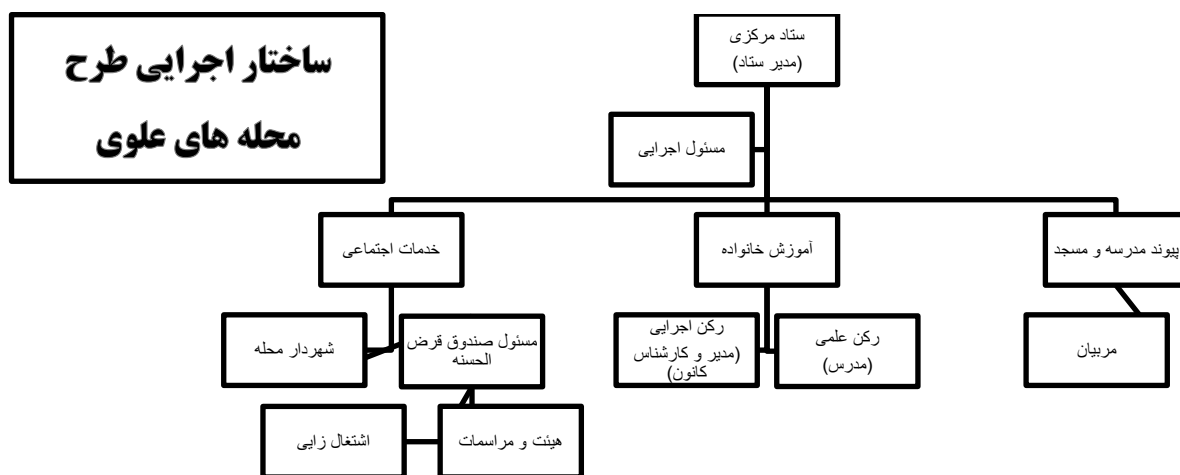 ساختار اجرایی طرح
محله های علوی
ستاد مرکزی
(مدیر ستاد)
مسئول اجرایی
پیوند مدرسه و مسجد
آموزش خانواده
خدمات اجتماعی
مربیان
رکن علمی
(مدرس)
رکن اجرایی
(مدیر و کارشناس
کانون)
مسئول صندوق قرض
الحسنه
شهردار محله
هیئت و مراسمات
اشتغال زایی